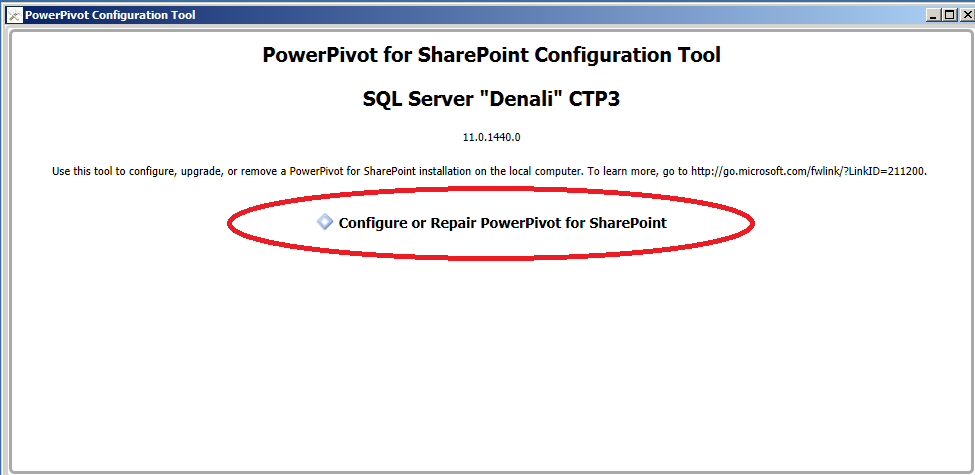 PowerPivot Configuration Tool
PowerPivot for SharePoint Configuration Tool
SQL Server "Denali" CTP3
11.0.1440.0
Use this tool to configure, upgrade, or remove a PowerPivot for SharePoint installation on the local computer. To learn more, go to http://go.microsoft.com/fwlink/?LinkID=211200.
Configure or Repair PowerPivot for SharePoint